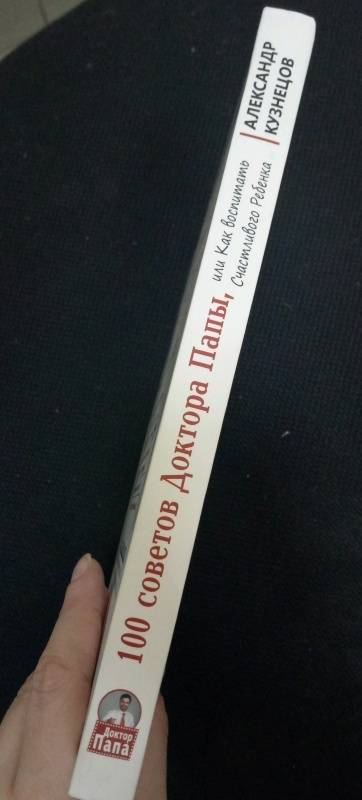 АЛЕКСАНДР
КУЗНЕЦОВ
100 советов Доктора Папы,
или Как воспитать
Счастливого Ребенка
Доктор
Папа